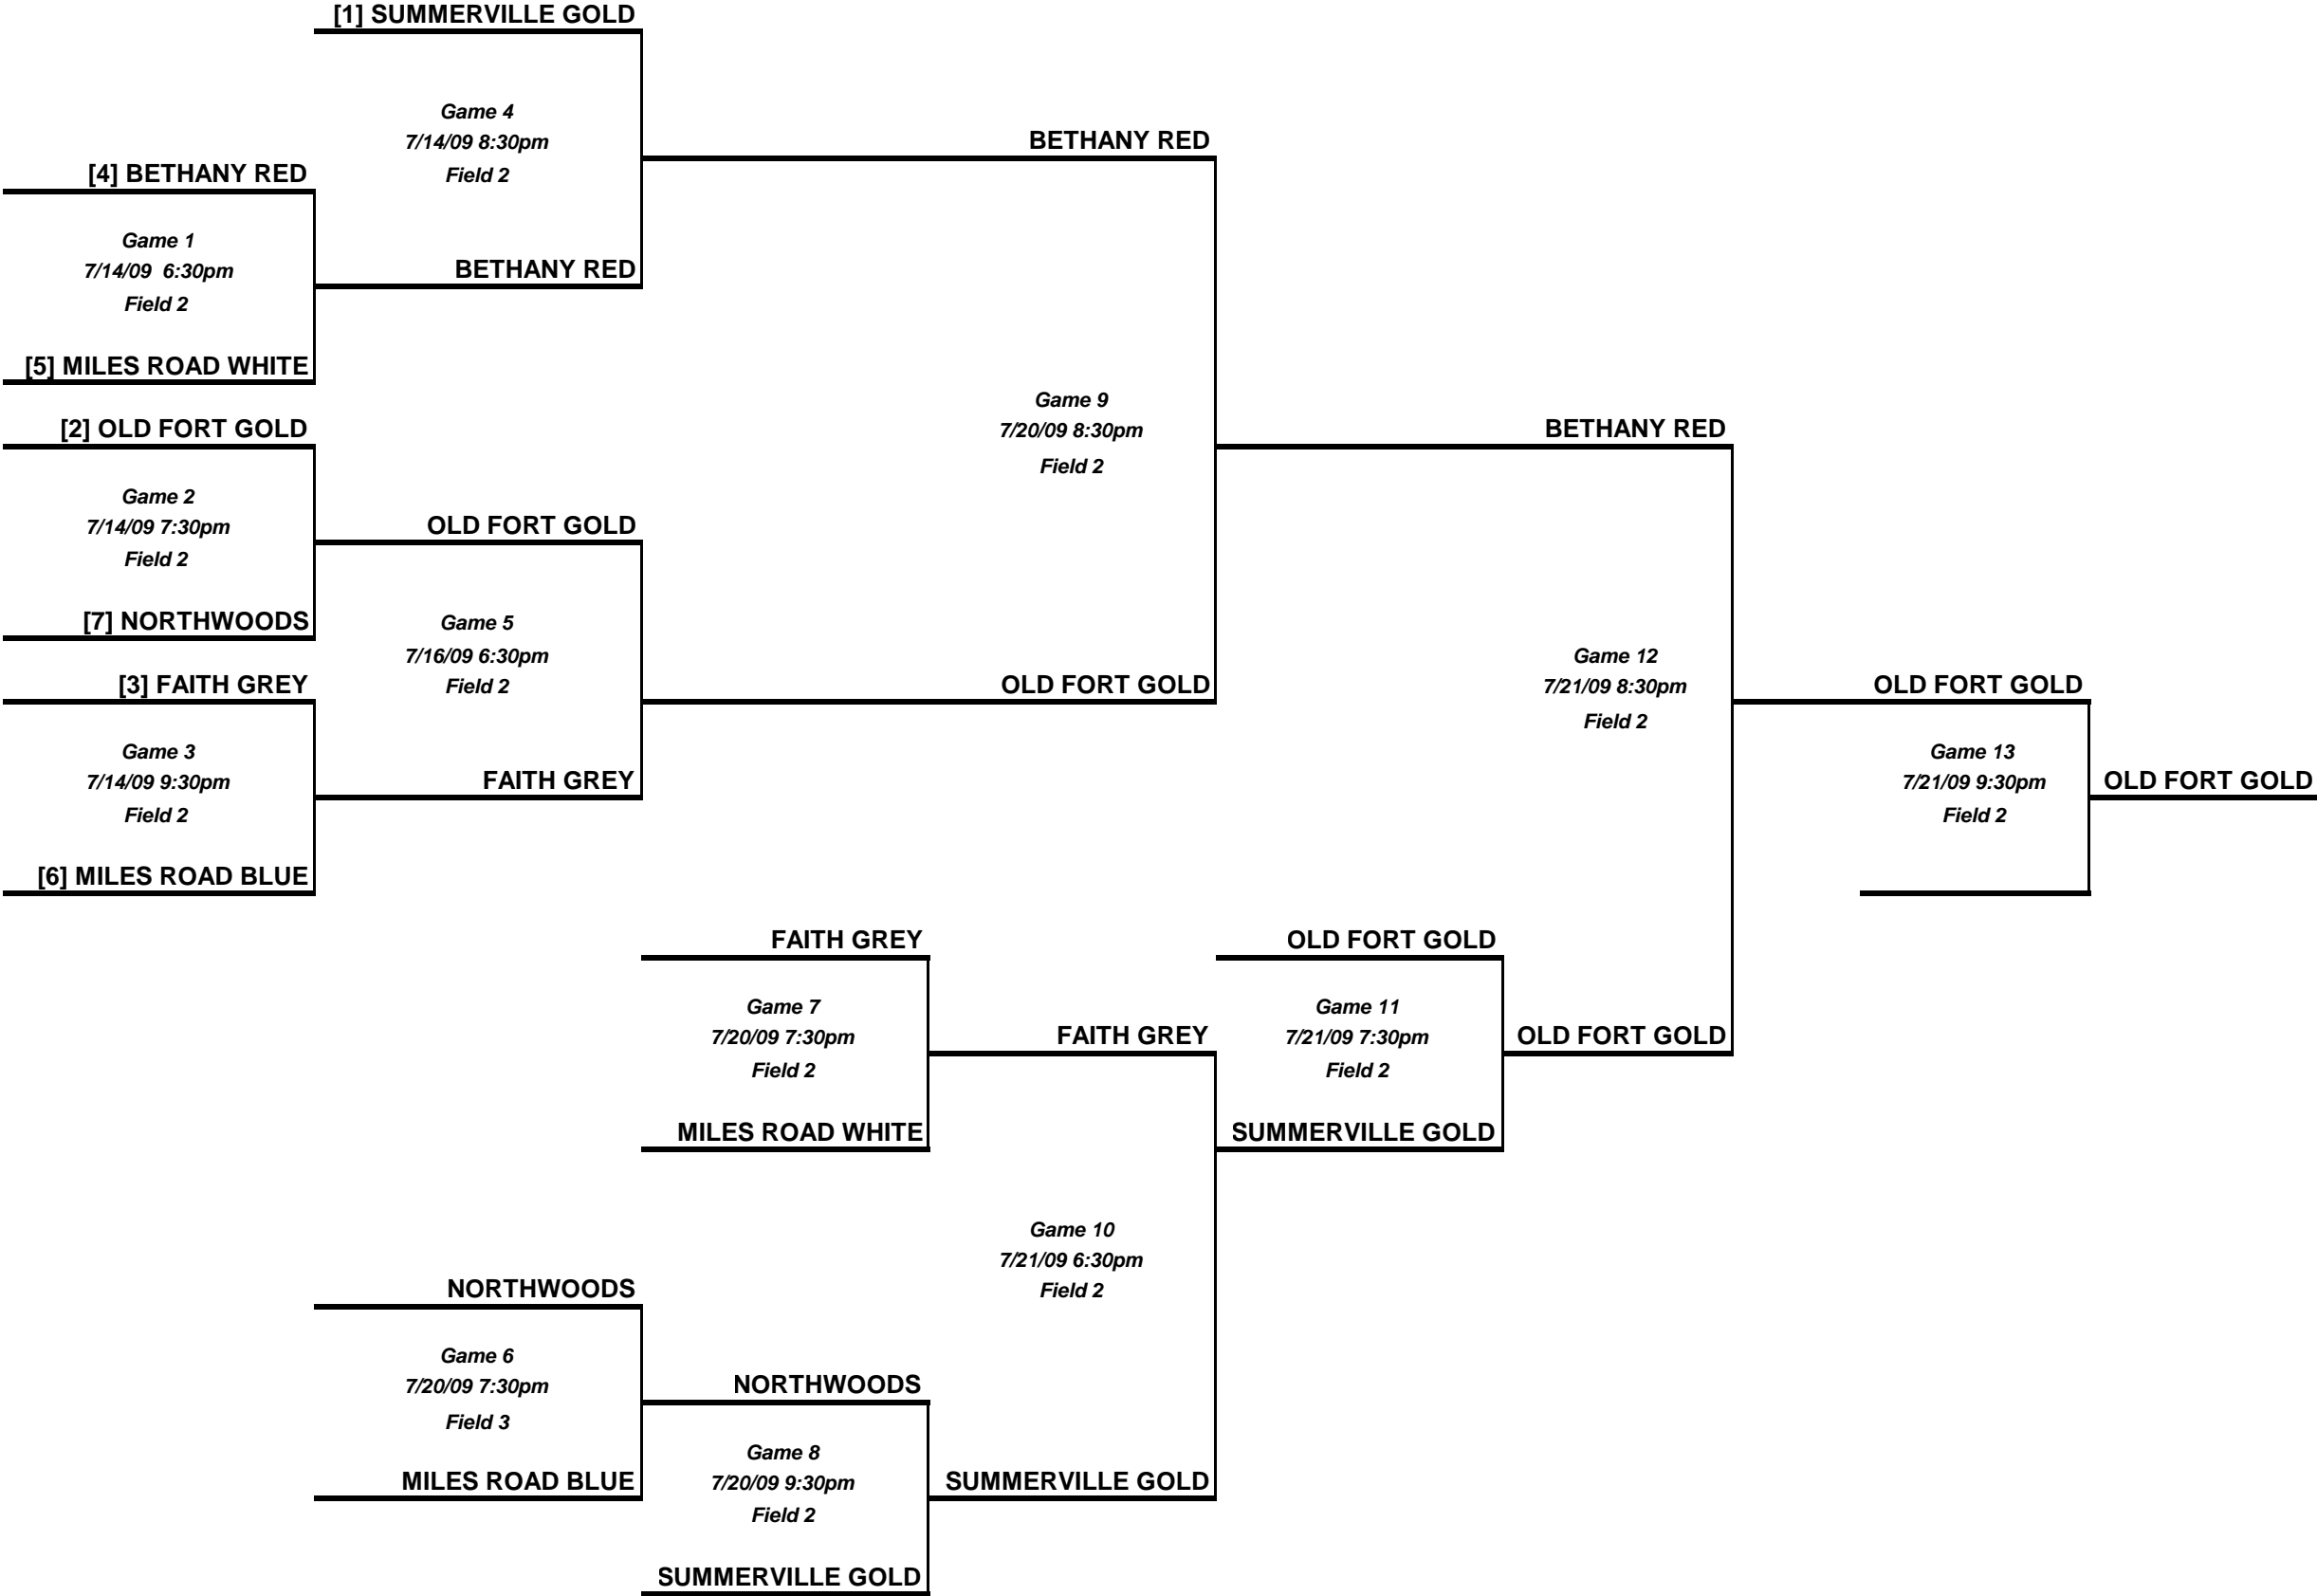 [1] SUMMERVILLE GOLD
Game 4
7/14/09 8:30pm
Field 2
BETHANY RED
[4] BETHANY RED
Game 1
7/14/09  6:30pm
Field 2
BETHANY RED
[5] MILES ROAD WHITE
Game 9
7/20/09 8:30pm
Field 2
[2] OLD FORT GOLD
BETHANY RED
Game 2
7/14/09 7:30pm
Field 2
OLD FORT GOLD
[7] NORTHWOODS
Game 5
7/16/09 6:30pm
Field 2
Game 12
7/21/09 8:30pm
Field 2
[3] FAITH GREY
OLD FORT GOLD
OLD FORT GOLD
Game 3
7/14/09 9:30pm
Field 2
FAITH GREY
Game 13
7/21/09 9:30pm
Field 2
OLD FORT GOLD
[6] MILES ROAD BLUE
FAITH GREY
OLD FORT GOLD
Game 7
7/20/09 7:30pm
Field 2
FAITH GREY
Game 11
7/21/09 7:30pm
Field 2
OLD FORT GOLD
MILES ROAD WHITE
SUMMERVILLE GOLD
Game 10
7/21/09 6:30pm
Field 2
NORTHWOODS
Game 6
7/20/09 7:30pm
Field 3
NORTHWOODS
MILES ROAD BLUE
Game 8
7/20/09 9:30pm
Field 2
SUMMERVILLE GOLD
SUMMERVILLE GOLD